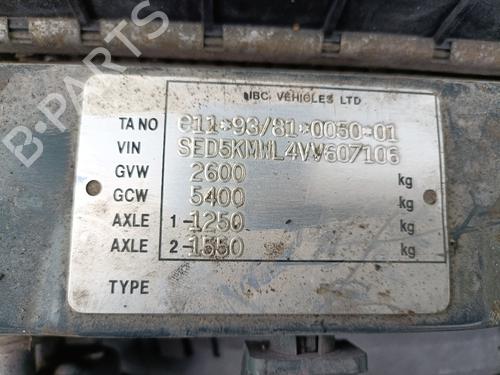 IBC VEHICLES LTD
TA NO e11*93/81*0050-01
VIN SED5KMWL4VV607106
GVW 2600 kg
GCW 5400 kg
AXLE 1-1250 kg
AXLE 2-1550 kg
TYPE
B-PARTS